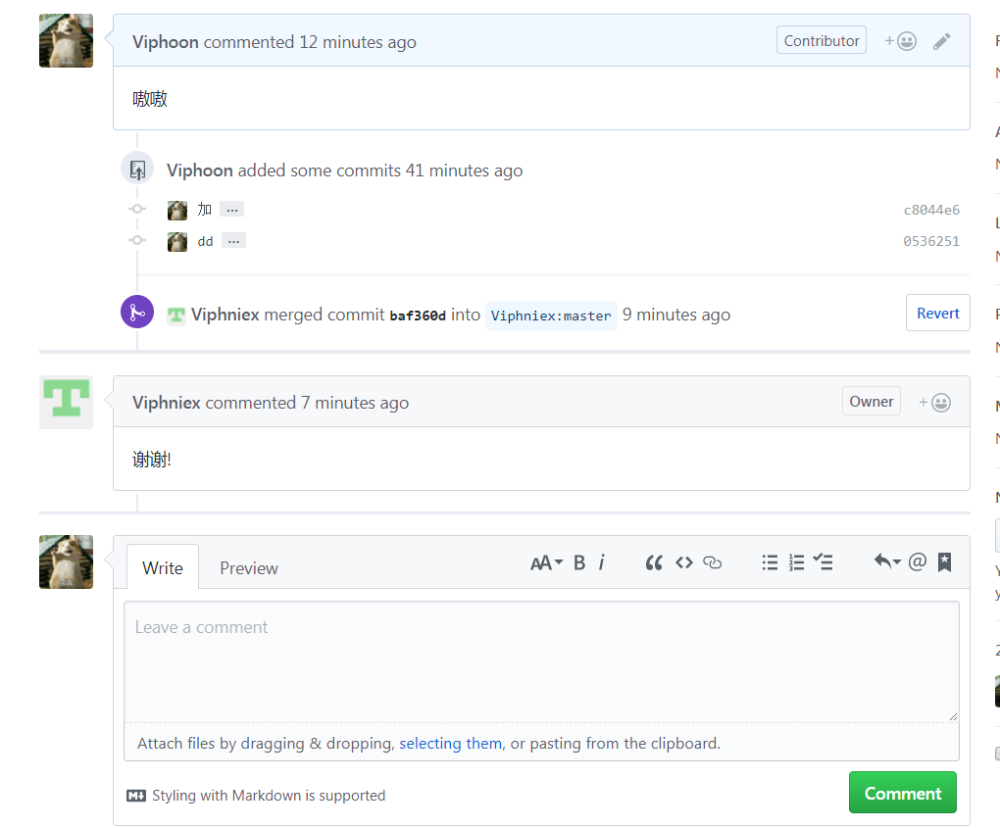 Viphoon commented 12 minutes ago Contributor
嗷嗷
Viphoon added some commits 41 minutes ago
加 ... c8044e6
dd ... 0536251
Viphniex merged commit baf360d into Viphniex:master 9 minutes ago Revert
Viphniex commented 7 minutes ago Owner
谢谢!
Write Preview AA B i
Leave a comment
Attach files by dragging & dropping, selecting them, or pasting from the clipboard.
Styling with Markdown is supported Comment